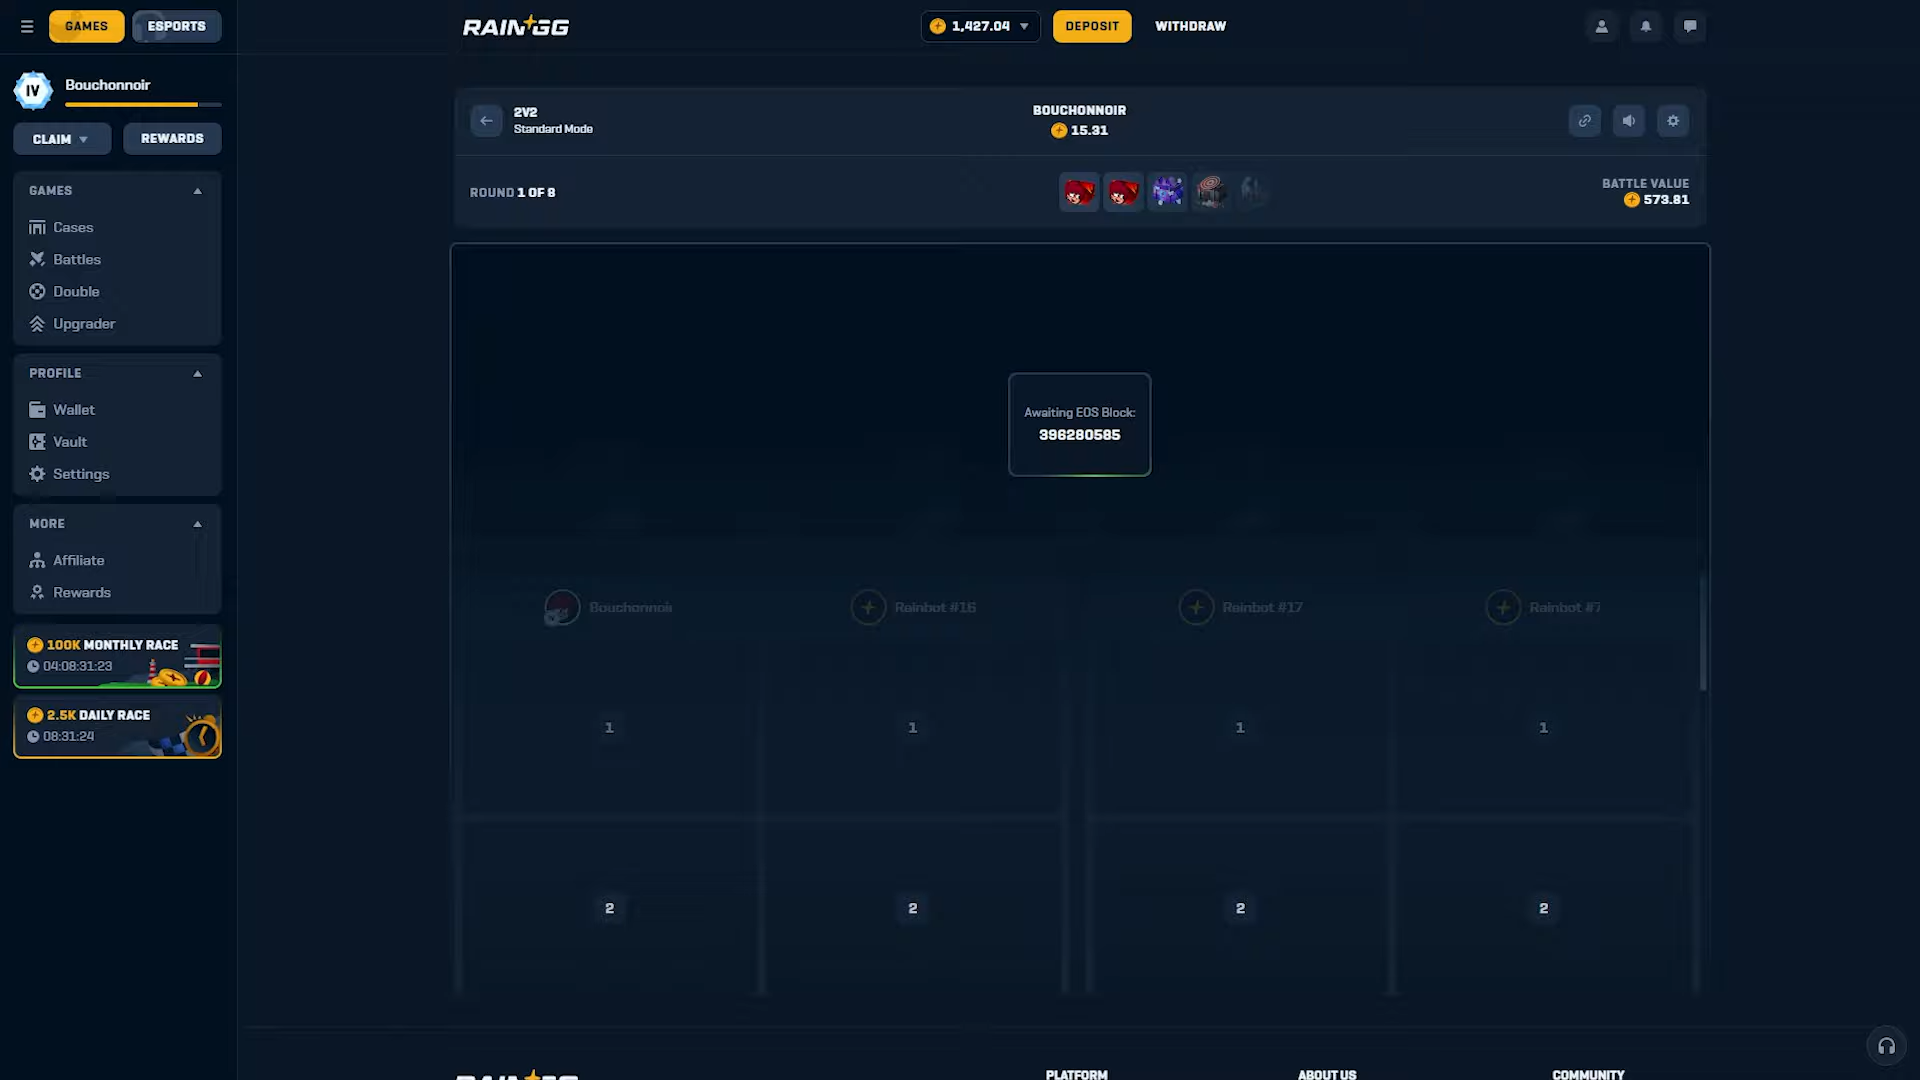 GAMES
ESPORTS
RAIN GG
1,427.04
DEPOSIT
WITHDRAW
IV
Bouchonnoir
CLAIM
REWARDS
2V2
Standard Mode
BOUCHONNOIR
15.31
ROUND 1 OF 8
BATTLE VALUE
573.81
GAMES
Cases
Battles
Double
Upgrader
PROFILE
Wallet
Vault
Settings
MORE
Affiliate
Rewards
100K MONTHLY RACE
04:08:31:23
2.5K DAILY RACE
08:31:24
Awaiting EOS Block:
396280585
Bouchonnoir
Rainbot #16
Rainbot #17
Rainbot #7
1
1
1
1
2
2
2
2
RAIN GG
PLATFORM
ABOUT US
COMMUNITY